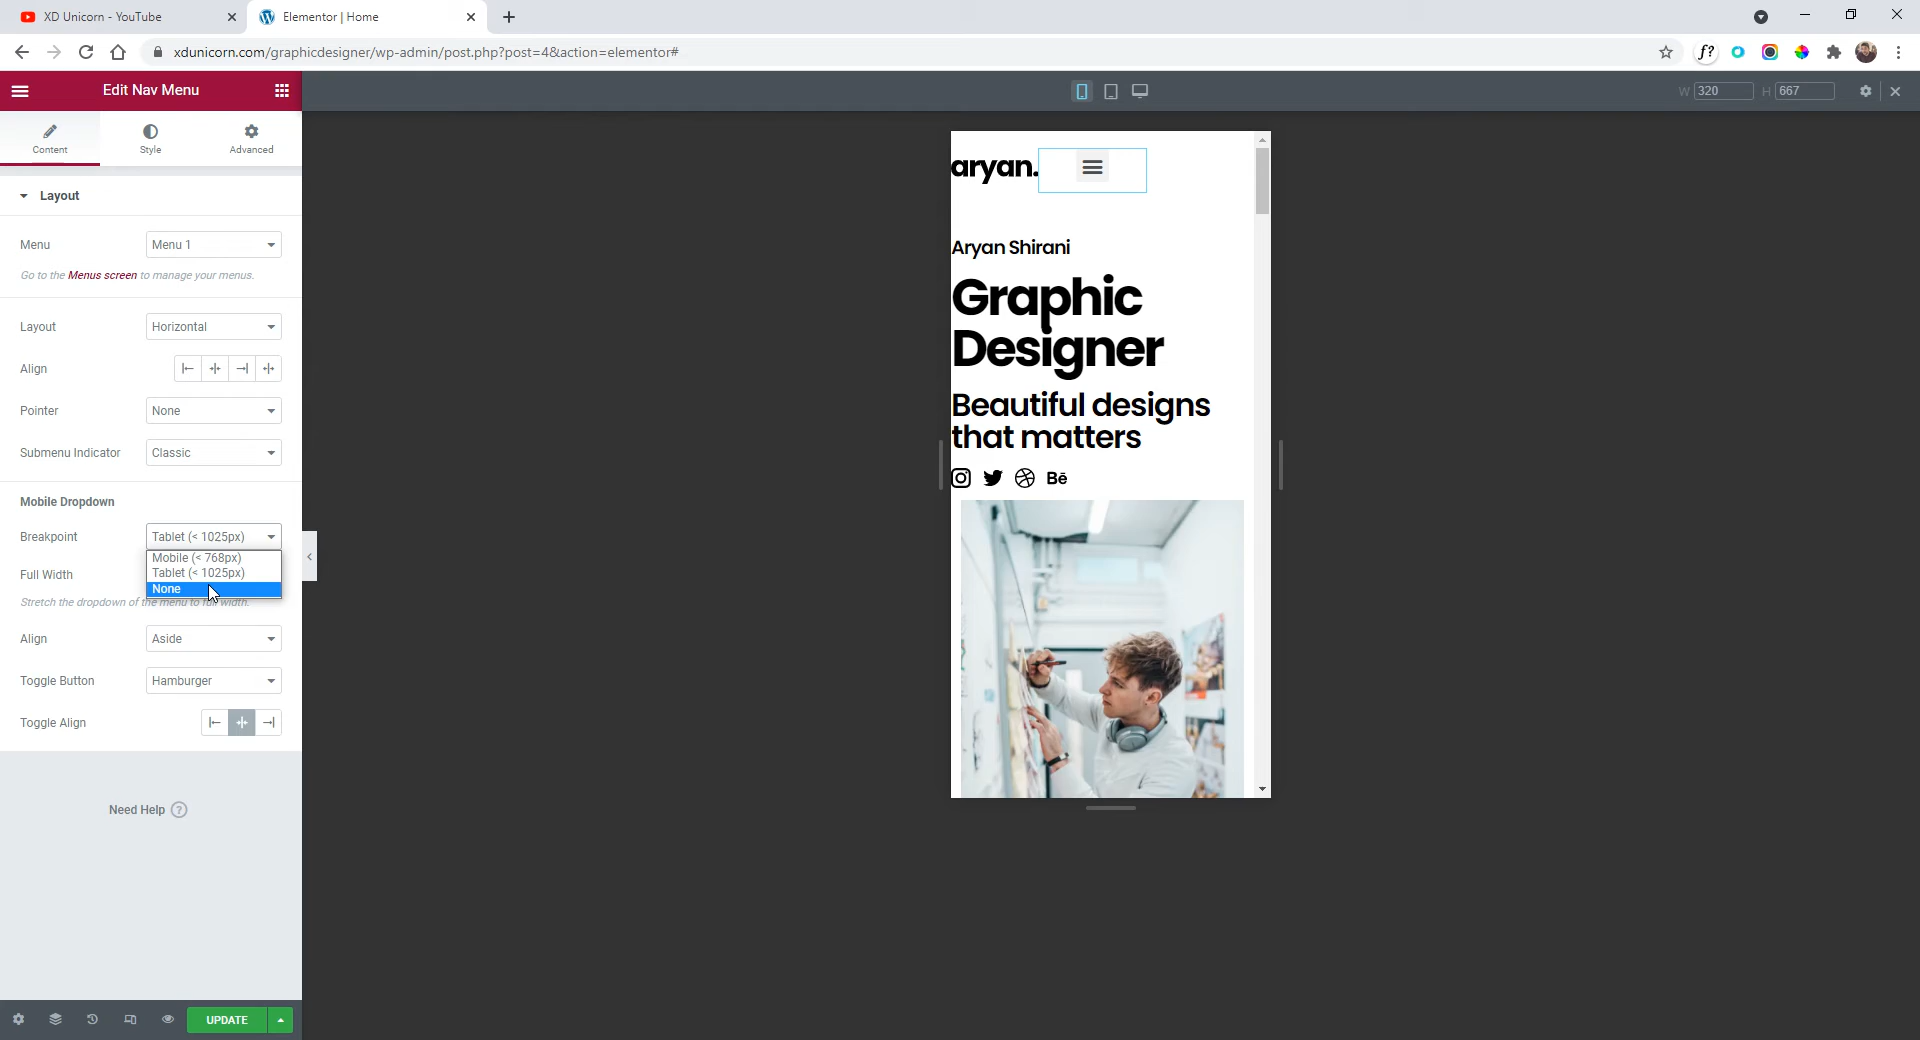 XD Unicorn - YouTube
Elementor | Home
xdunicorn.com/graphicdesigner/wp-admin/post.php?post=4&action=elementor#
f?
Edit Nav Menu
W 320 H 667
Content
Style
Advanced
Layout
Menu
Menu 1
Go to the Menus screen to manage your menus.
Layout
Horizontal
Align
Pointer
None
Submenu Indicator
Classic
Mobile Dropdown
Breakpoint
Tablet (< 1025px)
Mobile (< 768px)
Tablet (< 1025px)
None
Full Width
Stretch the dropdown of the menu to full width.
Align
Aside
Toggle Button
Hamburger
Toggle Align
Need Help ?
UPDATE
aryan.
Aryan Shirani
Graphic
Designer
Beautiful designs
that matters
Bē